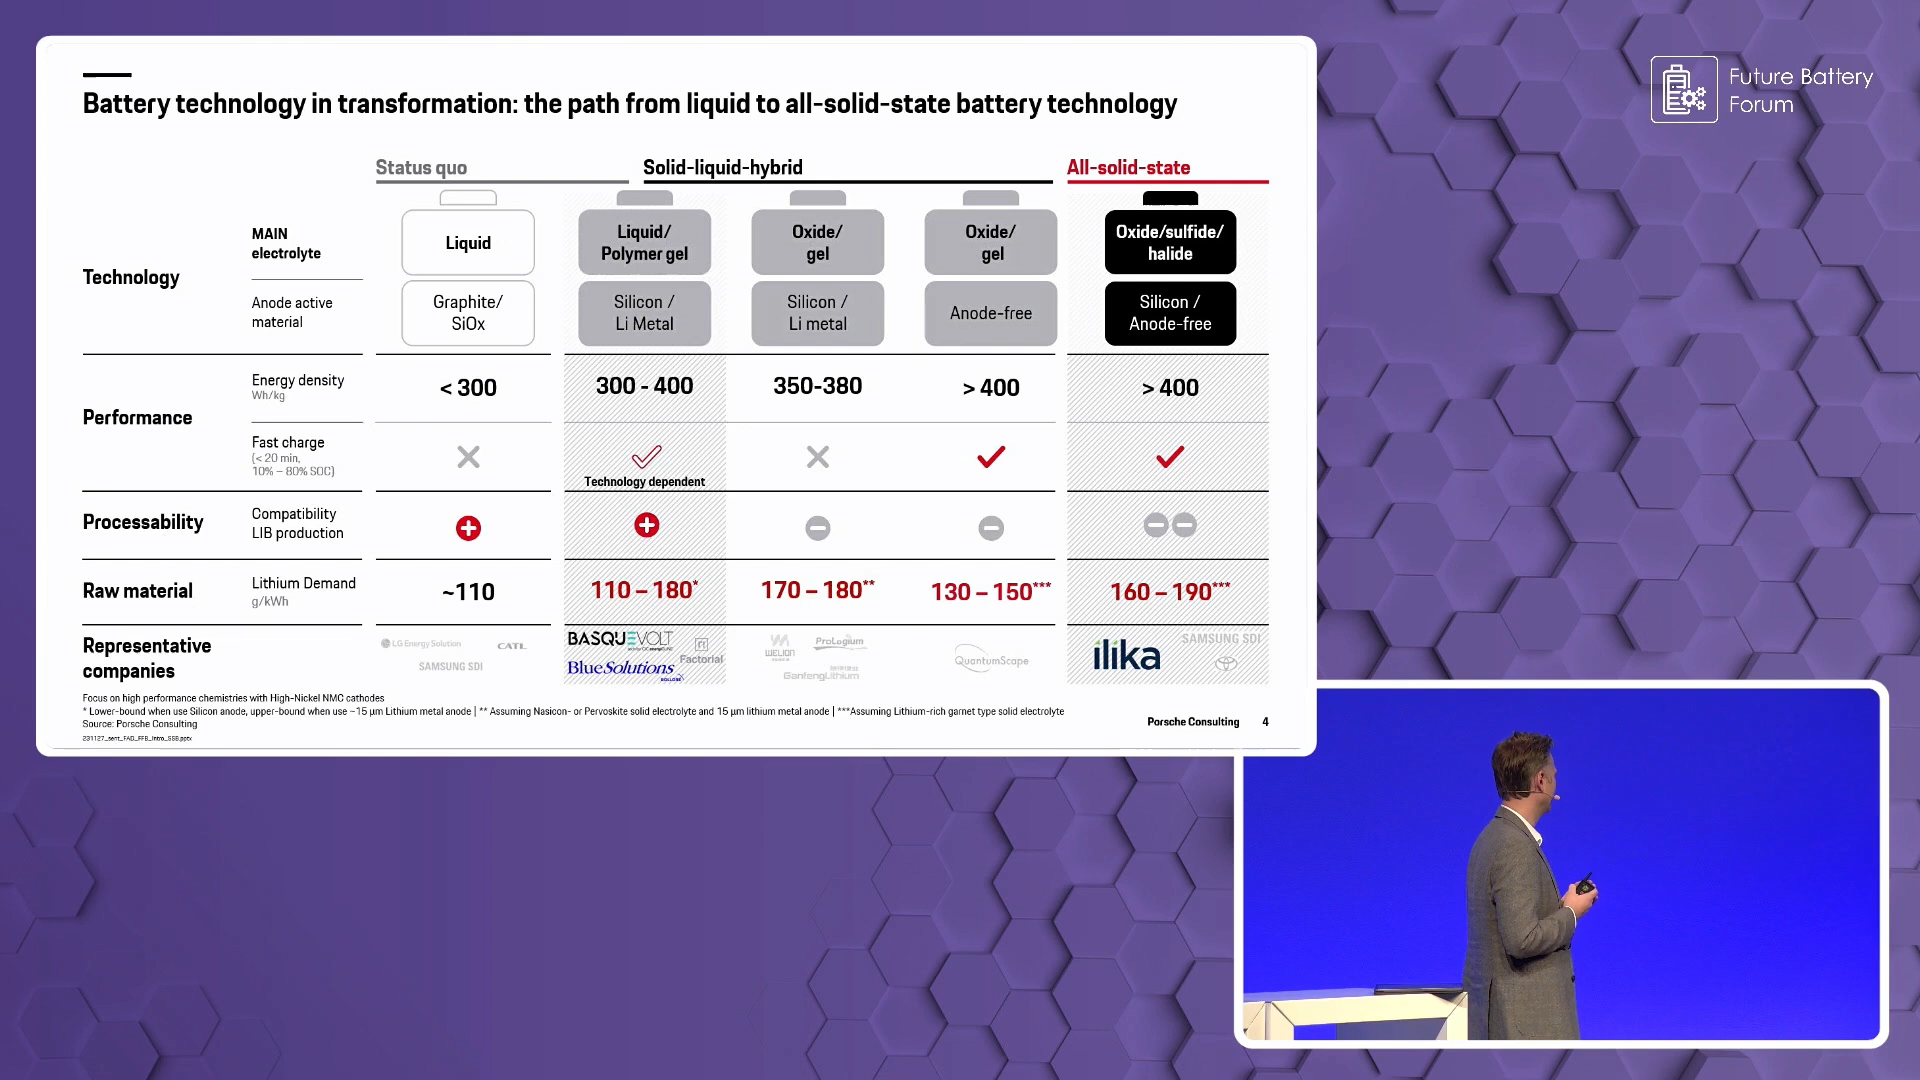 Future Battery
Forum
Battery technology in transformation: the path from liquid to all-solid-state battery technology
Status quo
Solid-liquid-hybrid
All-solid-state
Technology
MAIN
electrolyte
Liquid
Liquid/
Polymer gel
Oxide/
gel
Oxide/
gel
Oxide/sulfide/
halide
Anode active
material
Graphite/
SiOx
Silicon /
Li Metal
Silicon /
Li metal
Anode-free
Silicon /
Anode-free
Performance
Energy density
Wh/kg
< 300
300 - 400
350-380
> 400
> 400
Fast charge
(< 20 min,
10% – 80% SOC)
Technology dependent
Processability
Compatibility
LIB production
Raw material
Lithium Demand
g/kWh
~110
110 – 180*
170 – 180**
130 – 150***
160 – 190***
Representative
companies
LG Energy Solution
CATL
SAMSUNG SDI
BASQUEVOLT
Factorial
BlueSolutions
BOLLORÉ
WELION
ProLogium
GanfengLithium
QuantumScape
ilika
SAMSUNG SDI
Focus on high performance chemistries with High-Nickel NMC cathodes
* Lower-bound when use Silicon anode, upper-bound when use ~15 µm Lithium metal anode | ** Assuming Nasicon- or Pervoskite solid electrolyte and 15 µm lithium metal anode | ***Assuming Lithium-rich garnet type solid electrolyte
Source: Porsche Consulting
Porsche Consulting 4
231127_sent_FAD_FFB_Intro_SSB.pptx